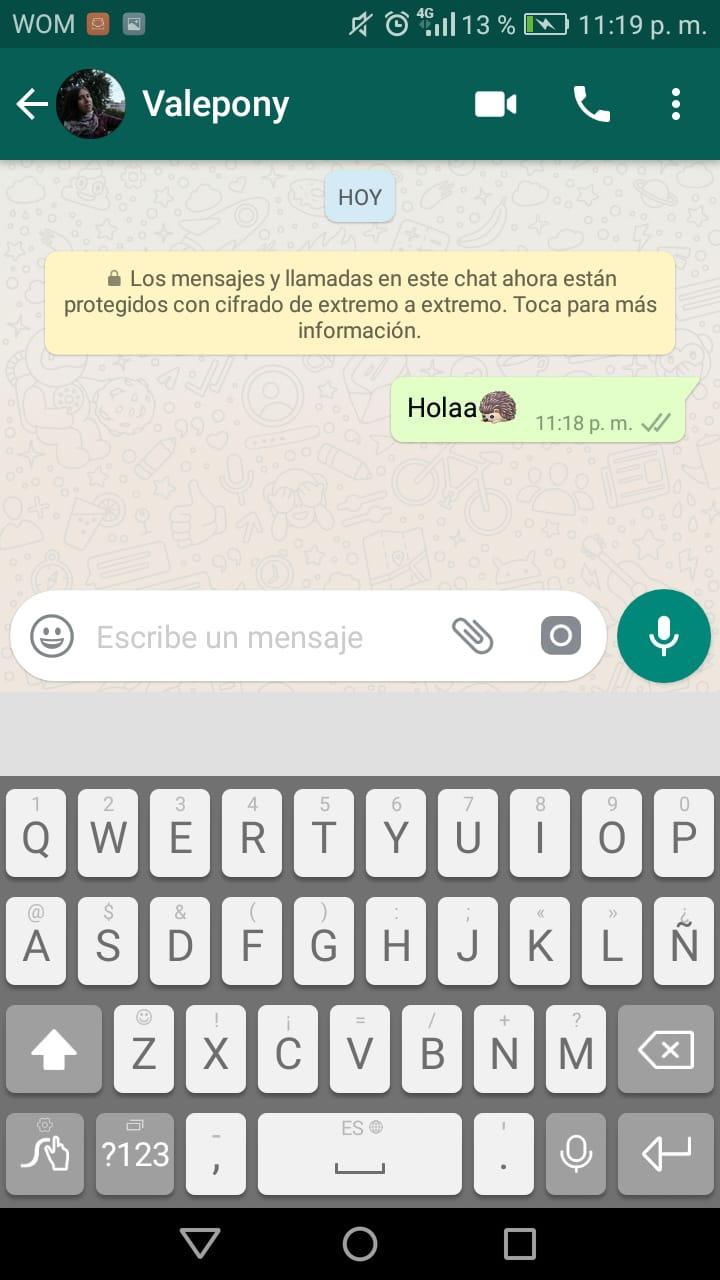 WOM 4G 13 % 11:19 p. m.
Valepony
HOY
Los mensajes y llamadas en este chat ahora están
protegidos con cifrado de extremo a extremo. Toca para más
información.
Holaa🦔 11:18 p. m.
Escribe un mensaje
1 2 3 4 5 6 7 8 9 0
Q W E R T Y U I O P
@ $ & ( ) : ; « » ¿
A S D F G H J K L Ñ
! ¡ = / + ?
Z X C V B N M
- ES '
?123 , .